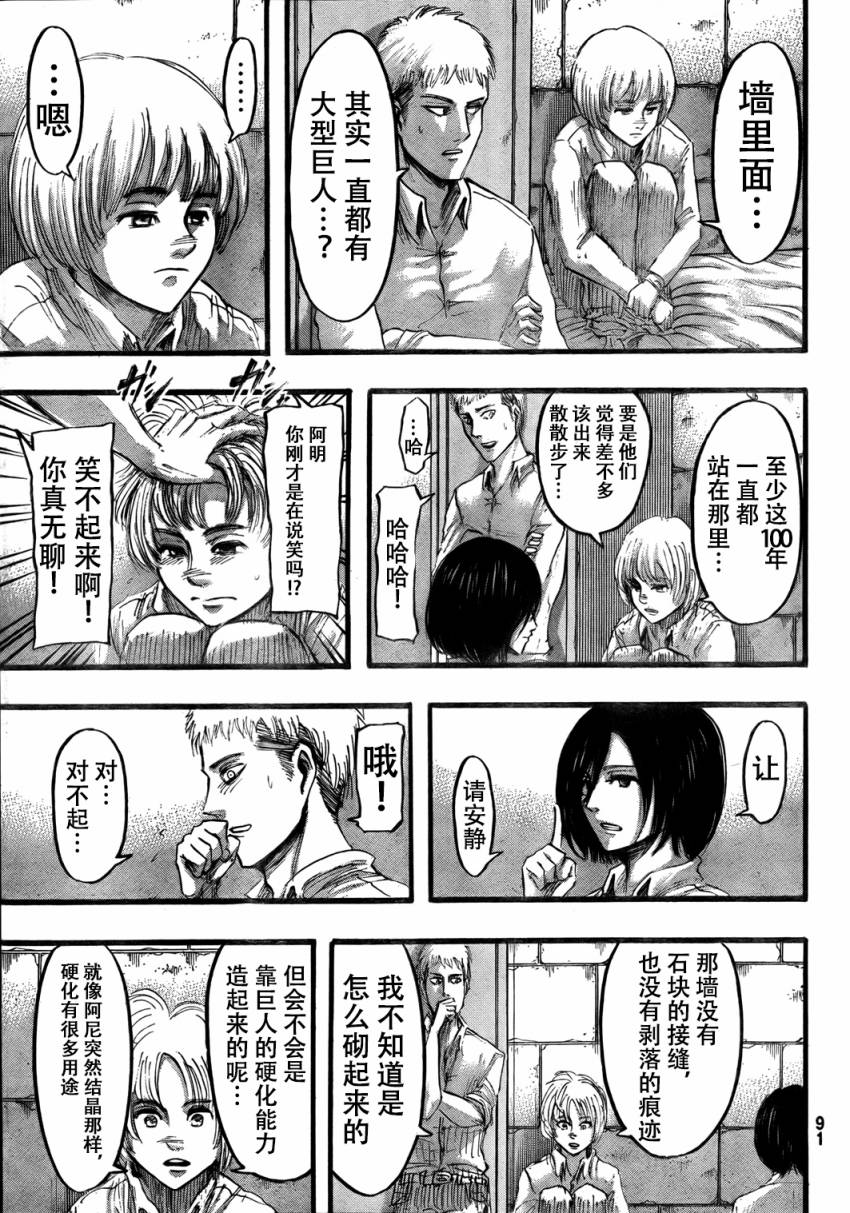 墙里面…
其实一直都有
大型巨人…？
……
…嗯
至少这100年
一直都
站在那里…
要是他们
觉得差不多
该出来
散散步了…
…哈
哈哈哈！
阿明
你刚才是在说笑吗!?
笑不起来啊！
你真无聊！
让
请安静
哦！
对…
对不起…
那墙没有
石块的接缝，
也没有剥落的痕迹
我不知道是
怎么砌起来的
但会不会是
靠巨人的硬化能力
造起来的呢…
就像阿尼突然结晶那样，
硬化有很多用途
91